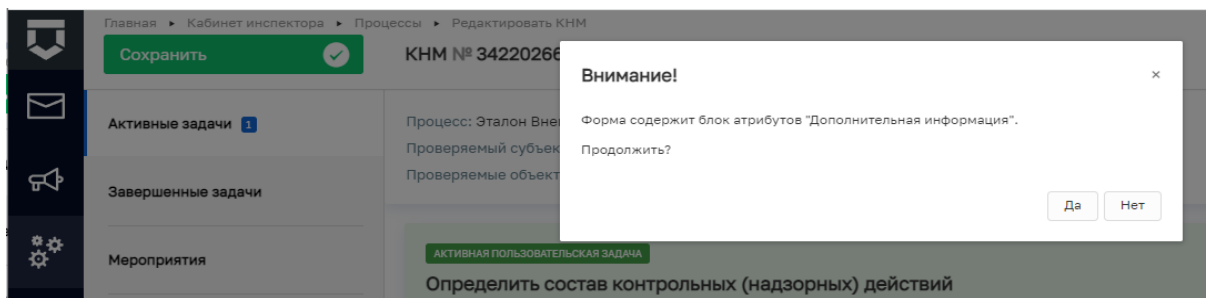 Главная ▸ Кабинет инспектора ▸ Процессы ▸ Редактировать КНМ
Сохранить
КНМ № 34220266
Внимание!
×
Активные задачи 1
Процесс: Эталон Вне
Форма содержит блок атрибутов "Дополнительная информация".
Проверяемый субъек
Продолжить?
Проверяемые объект
Завершенные задачи
Да Нет
АКТИВНАЯ ПОЛЬЗОВАТЕЛЬСКАЯ ЗАДАЧА
Мероприятия
Определить состав контрольных (надзорных) действий